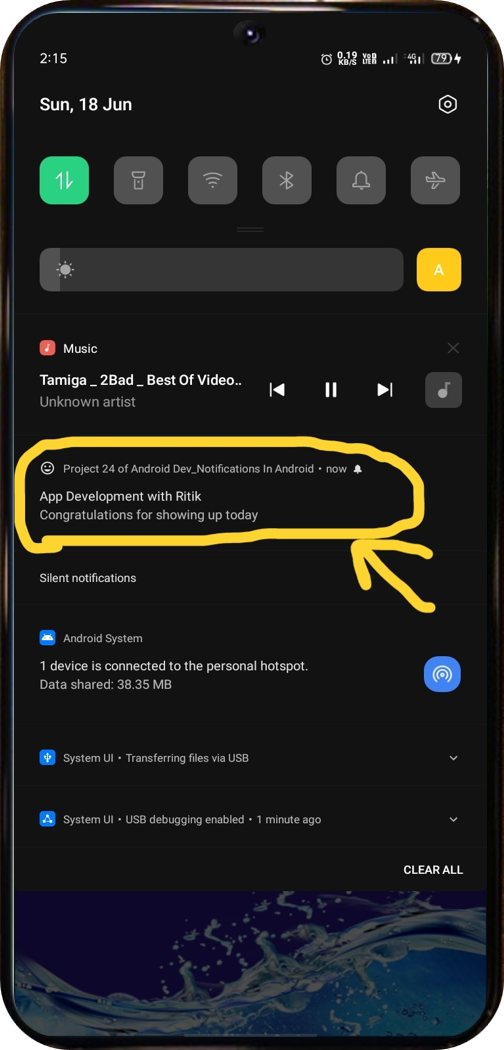 2:15
0.19 KB/S
VoD LTE
4G
79
Sun, 18 Jun
A
Music
Tamiga _ 2Bad _ Best Of Video..
Unknown artist
Project 24 of Android Dev_Notifications In Android • now
App Development with Ritik
Congratulations for showing up today
Silent notifications
Android System
1 device is connected to the personal hotspot.
Data shared: 38.35 MB
System UI • Transferring files via USB
System UI • USB debugging enabled • 1 minute ago
CLEAR ALL